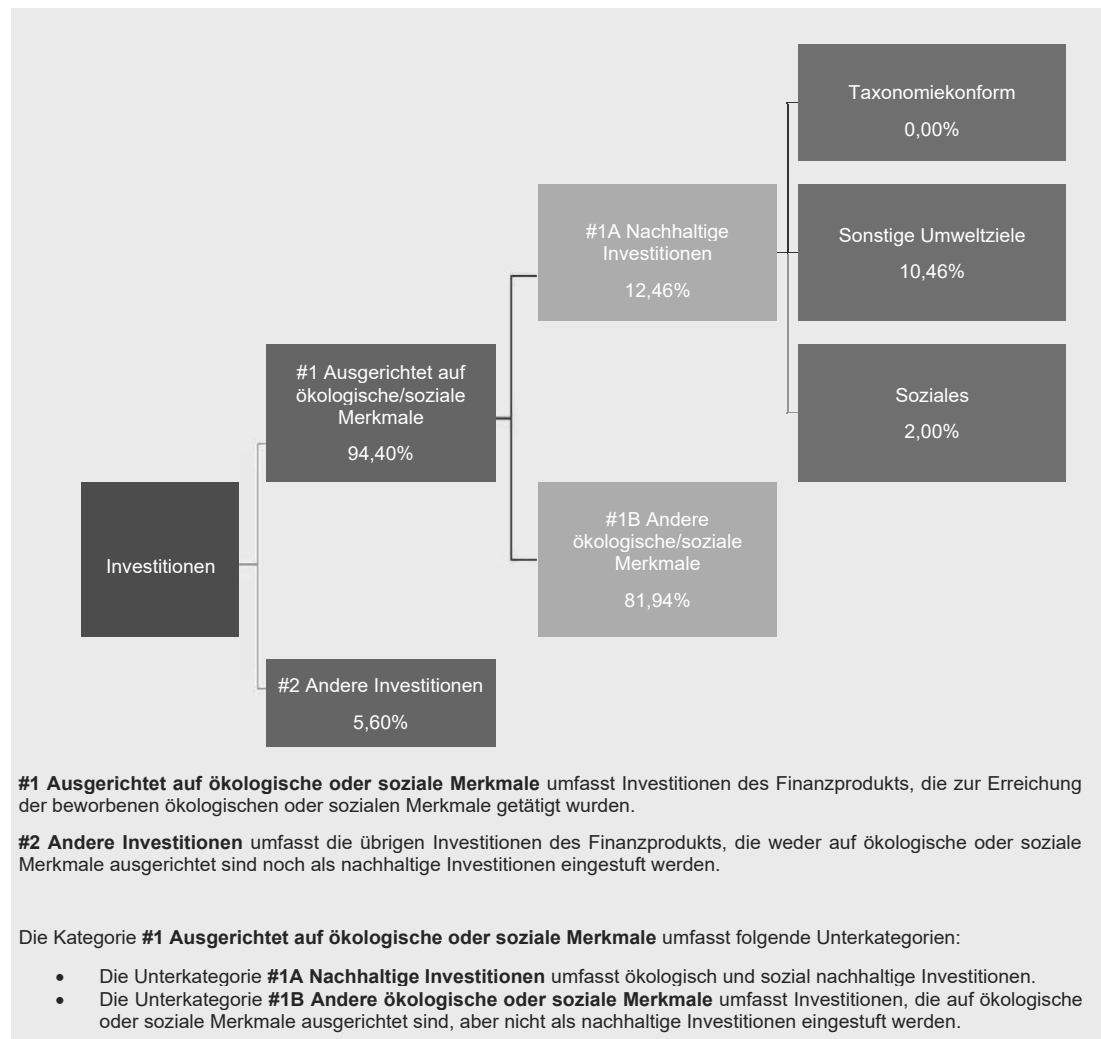 Taxonomiekonform
0,00%
#1A Nachhaltige
Investitionen
12,46%
Sonstige Umweltziele
10,46%
#1 Ausgerichtet auf
ökologische/soziale
Merkmale
94,40%
Soziales
2,00%
Investitionen
#1B Andere
ökologische/soziale
Merkmale
81,94%
#2 Andere Investitionen
5,60%
#1 Ausgerichtet auf ökologische oder soziale Merkmale umfasst Investitionen des Finanzprodukts, die zur Erreichung
der beworbenen ökologischen oder sozialen Merkmale getätigt wurden.
#2 Andere Investitionen umfasst die übrigen Investitionen des Finanzprodukts, die weder auf ökologische oder soziale
Merkmale ausgerichtet sind noch als nachhaltige Investitionen eingestuft werden.
Die Kategorie #1 Ausgerichtet auf ökologische oder soziale Merkmale umfasst folgende Unterkategorien:
• Die Unterkategorie #1A Nachhaltige Investitionen umfasst ökologisch und sozial nachhaltige Investitionen.
• Die Unterkategorie #1B Andere ökologische oder soziale Merkmale umfasst Investitionen, die auf ökologische
oder soziale Merkmale ausgerichtet sind, aber nicht als nachhaltige Investitionen eingestuft werden.